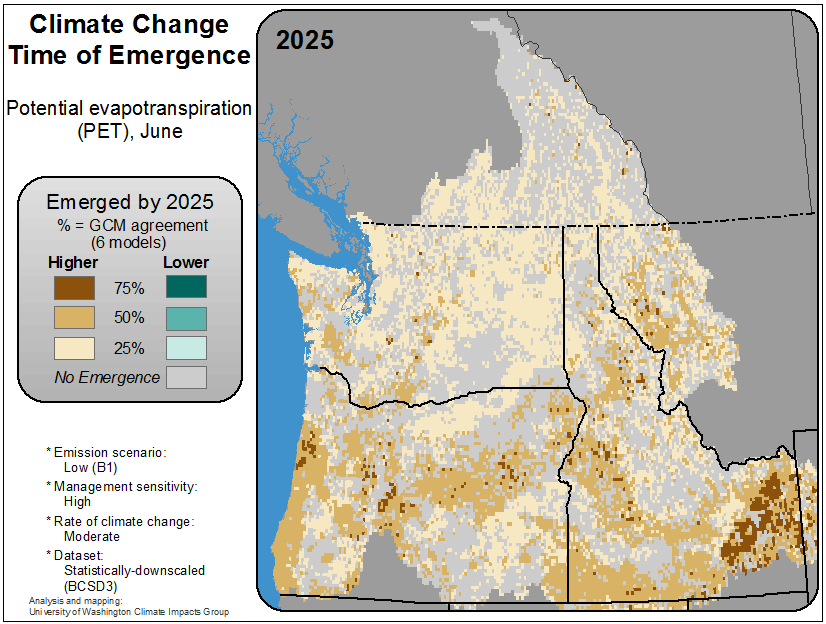 Climate Change
Time of Emergence
Potential evapotranspiration
(PET), June
Emerged by 2025
% = GCM agreement
(6 models)
Higher Lower
75%
50%
25%
No Emergence
* Emission scenario:
Low (B1)
* Management sensitivity:
High
* Rate of climate change:
Moderate
* Dataset:
Statistically-downscaled
(BCSD3)
Analysis and mapping:
University of Washington Climate Impacts Group
2025